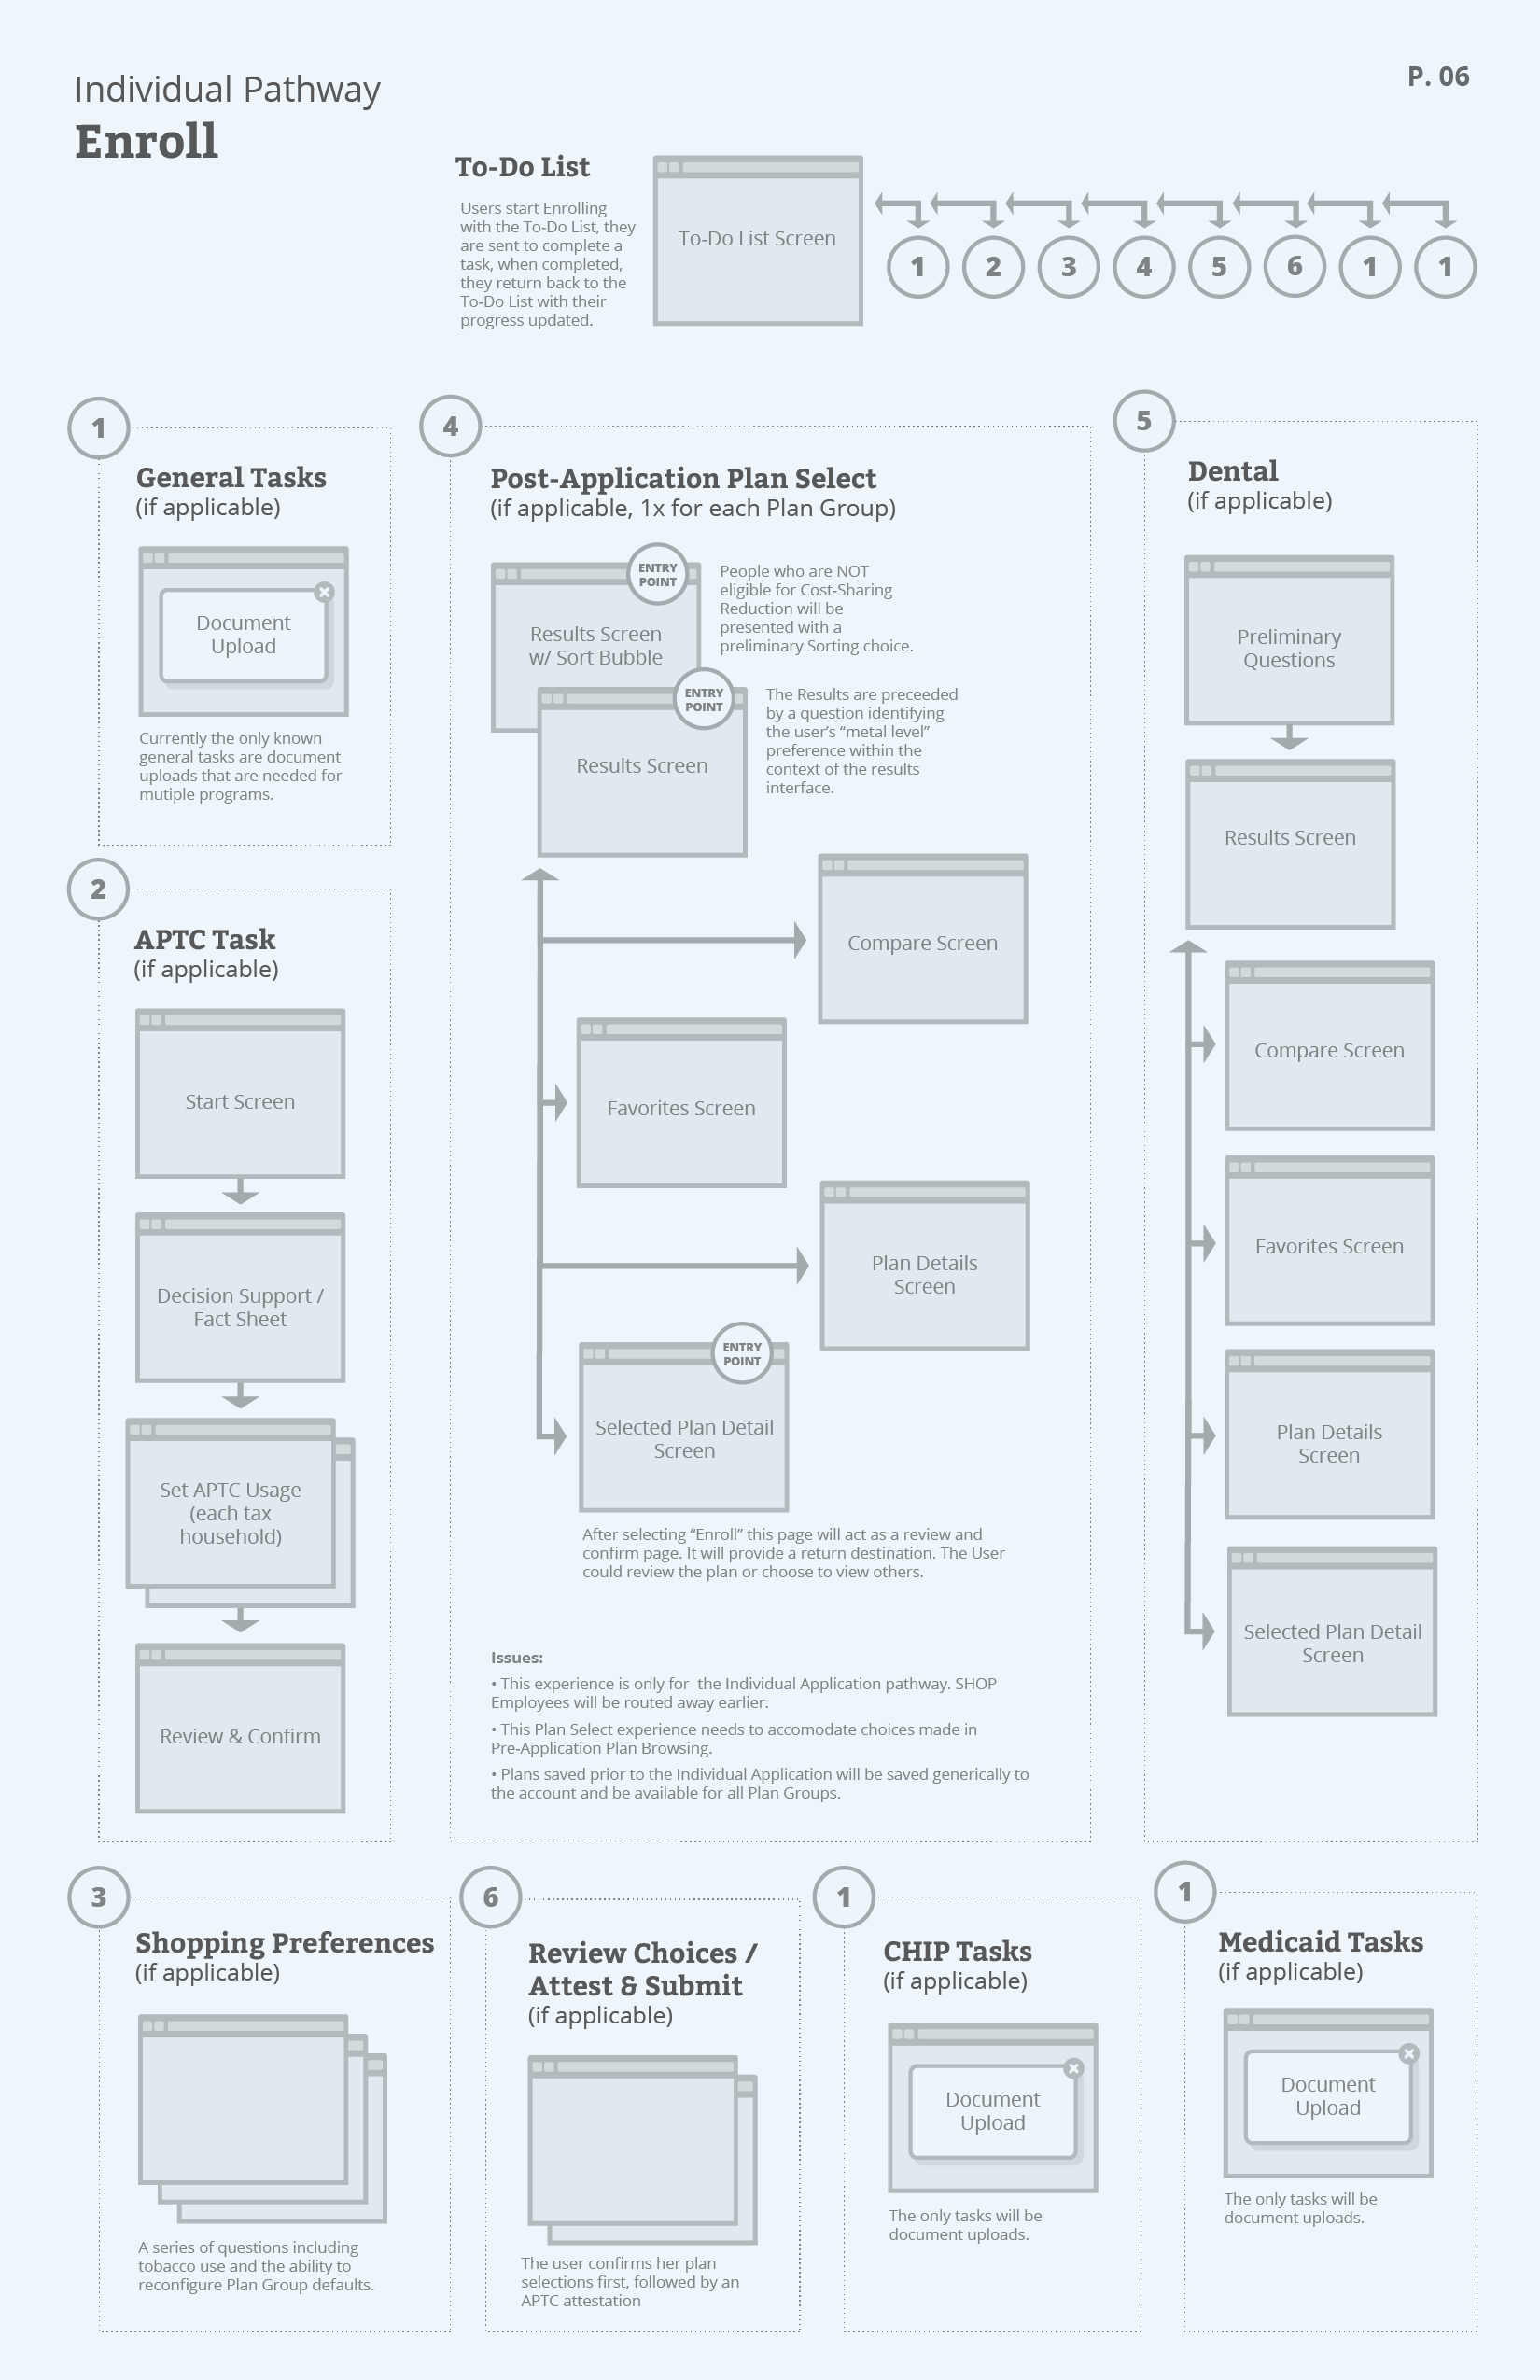 Individual Pathway
Enroll
P. 06
To-Do List
Users start Enrolling
with the To-Do List, they
are sent to complete a
task, when completed,
they return back to the
To-Do List with their
progress updated.
To-Do List Screen
1 2 3 4 5 6 1 1
1
General Tasks
(if applicable)
Document
Upload
Currently the only known
general tasks are document
uploads that are needed for
mutiple programs.
2
APTC Task
(if applicable)
Start Screen
Decision Support /
Fact Sheet
Set APTC Usage
(each tax
household)
Review & Confirm
4
Post-Application Plan Select
(if applicable, 1x for each Plan Group)
ENTRY
POINT
Results Screen
w/ Sort Bubble
People who are NOT
eligible for Cost-Sharing
Reduction will be
presented with a
preliminary Sorting choice.
ENTRY
POINT
Results Screen
The Results are preceeded
by a question identifying
the user's “metal level”
preference within the
context of the results
interface.
Compare Screen
Favorites Screen
Plan Details
Screen
ENTRY
POINT
Selected Plan Detail
Screen
After selecting “Enroll” this page will act as a review and
confirm page. It will provide a return destination. The User
could review the plan or choose to view others.
Issues:
• This experience is only for  the Individual Application pathway. SHOP
Employees will be routed away earlier.
• This Plan Select experience needs to accomodate choices made in
Pre-Application Plan Browsing.
• Plans saved prior to the Individual Application will be saved generically to
the account and be available for all Plan Groups.
5
Dental
(if applicable)
Preliminary
Questions
Results Screen
Compare Screen
Favorites Screen
Plan Details
Screen
Selected Plan Detail
Screen
3
Shopping Preferences
(if applicable)
A series of questions including
tobacco use and the ability to
reconfigure Plan Group defaults.
6
Review Choices /
Attest & Submit
(if applicable)
The user confirms her plan
selections first, followed by an
APTC attestation
1
CHIP Tasks
(if applicable)
Document
Upload
The only tasks will be
document uploads.
1
Medicaid Tasks
(if applicable)
Document
Upload
The only tasks will be
document uploads.